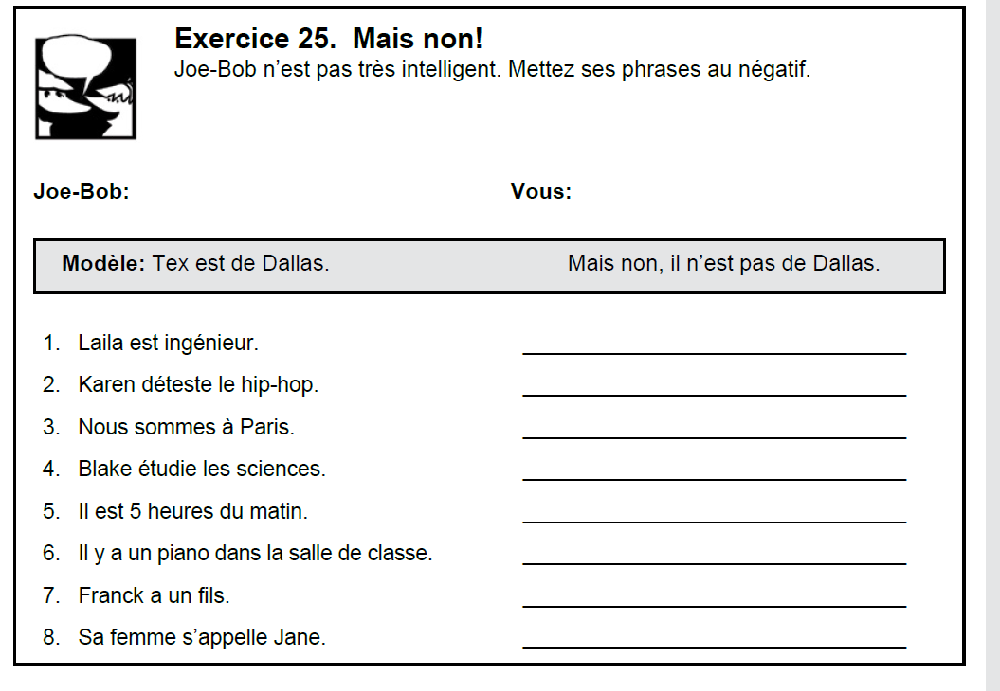 Exercice 25. Mais non!
Joe-Bob n’est pas très intelligent. Mettez ses phrases au négatif.
Joe-Bob: Vous:
Modèle: Tex est de Dallas. Mais non, il n’est pas de Dallas.
1. Laila est ingénieur.
2. Karen déteste le hip-hop.
3. Nous sommes à Paris.
4. Blake étudie les sciences.
5. Il est 5 heures du matin.
6. Il y a un piano dans la salle de classe.
7. Franck a un fils.
8. Sa femme s’appelle Jane.